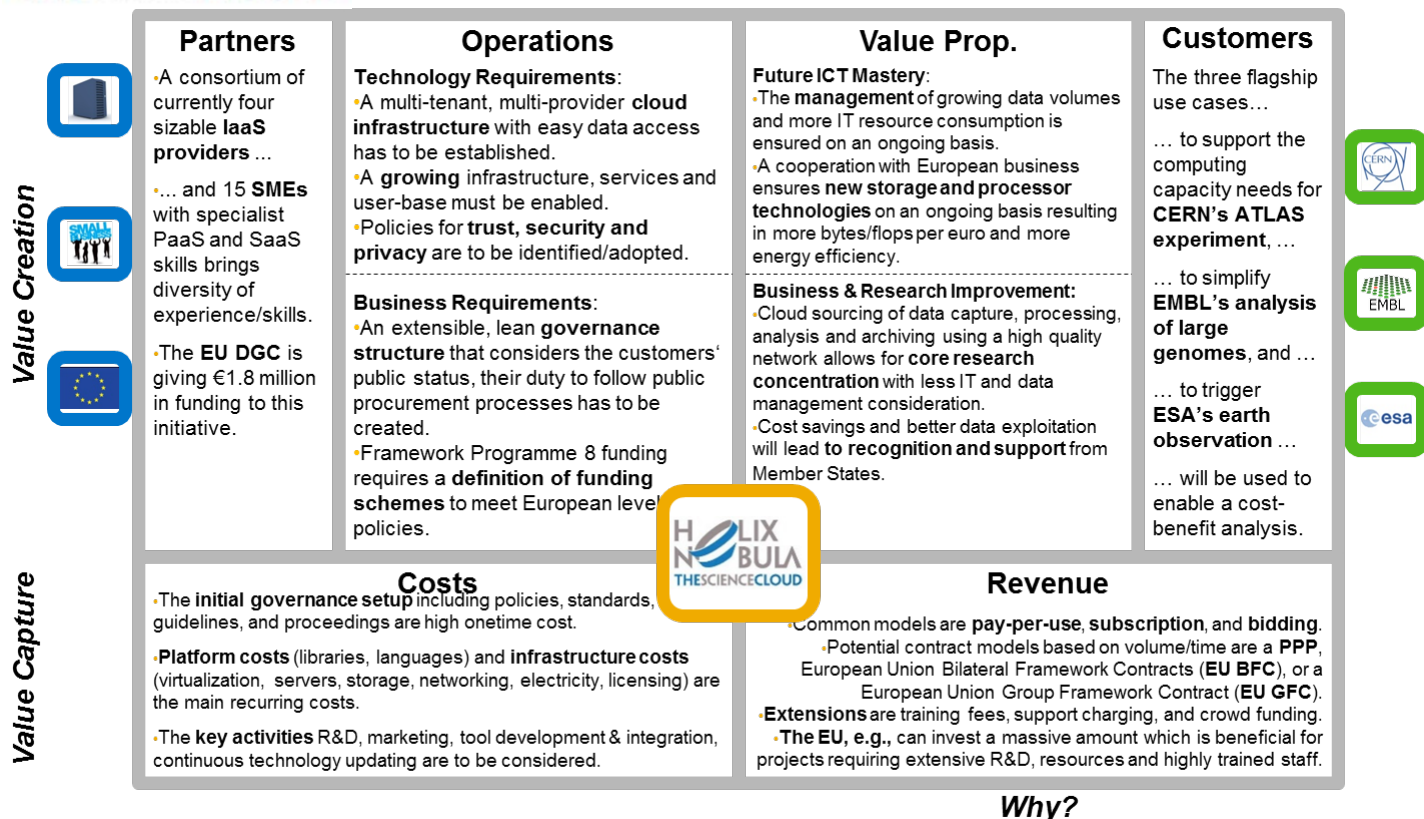 Partners
•A consortium of
currently four
sizable IaaS
providers ...
•... and 15 SMEs
with specialist
PaaS and SaaS
skills brings
diversity of
experience/skills.
•The EU DGC is
giving €1.8 million
in funding to this
initiative.
Operations
Technology Requirements:
•A multi-tenant, multi-provider cloud
infrastructure with easy data access
has to be established.
•A growing infrastructure, services and
user-base must be enabled.
•Policies for trust, security and
privacy are to be identified/adopted.
Business Requirements:
•An extensible, lean governance
structure that considers the customers‘
public status, their duty to follow public
procurement processes has to be
created.
•Framework Programme 8 funding
requires a definition of funding
schemes to meet European level
policies.
Value Prop.
Future ICT Mastery:
•The management of growing data volumes
and more IT resource consumption is
ensured on an ongoing basis.
•A cooperation with European business
ensures new storage and processor
technologies on an ongoing basis resulting
in more bytes/flops per euro and more
energy efficiency.
Business & Research Improvement:
•Cloud sourcing of data capture, processing,
analysis and archiving using a high quality
network allows for core research
concentration with less IT and data
management consideration.
•Cost savings and better data exploitation
will lead to recognition and support from
Member States.
Customers
The three flagship
use cases…
… to support the
computing
capacity needs for
CERN’s ATLAS
experiment, …
… to simplify
EMBL’s analysis
of large
genomes, and …
… to trigger
ESA’s earth
observation …
… will be used to
enable a cost-
benefit analysis.
Value Creation
SMALL
BUSINESS
CERN
EMBL
esa
HELIX
NEBULA
THESCIENCECLOUD
Value Capture
Costs
•The initial governance setup including policies, standards,
guidelines, and proceedings are high onetime cost.
•Platform costs (libraries, languages) and infrastructure costs
(virtualization, servers, storage, networking, electricity, licensing) are
the main recurring costs.
•The key activities R&D, marketing, tool development & integration,
continuous technology updating are to be considered.
Revenue
•Common models are pay-per-use, subscription, and bidding.
•Potential contract models based on volume/time are a PPP,
European Union Bilateral Framework Contracts (EU BFC), or a
European Union Group Framework Contract (EU GFC).
•Extensions are training fees, support charging, and crowd funding.
•The EU, e.g., can invest a massive amount which is beneficial for
projects requiring extensive R&D, resources and highly trained staff.
Why?